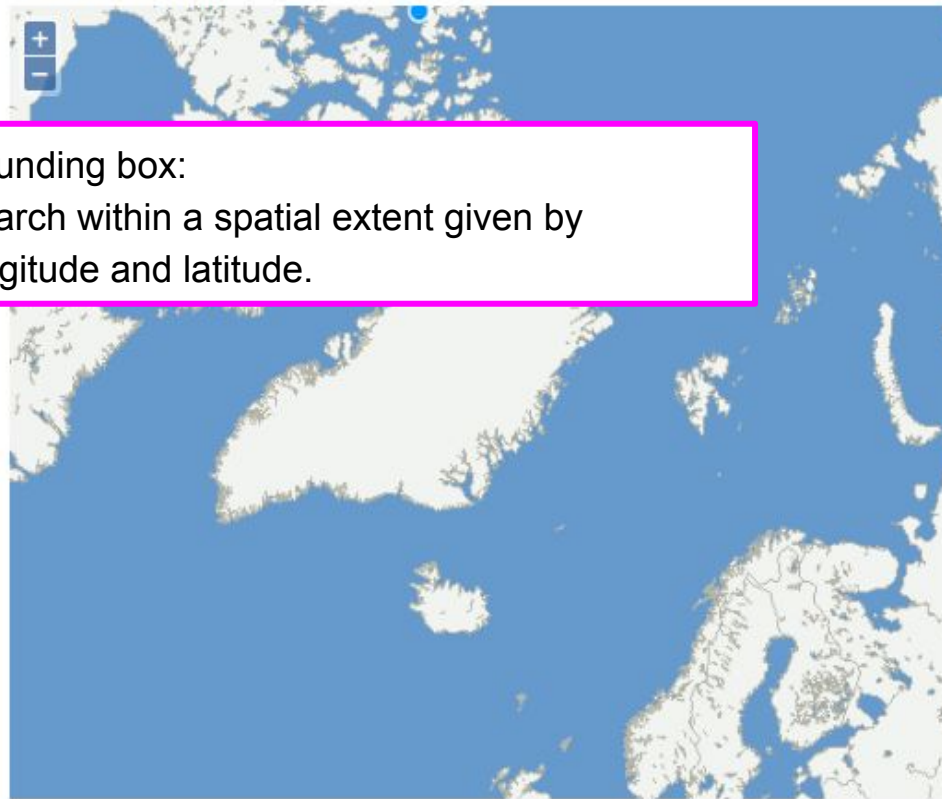 +
−
unding box:
arch within a spatial extent given by
gitude and latitude.